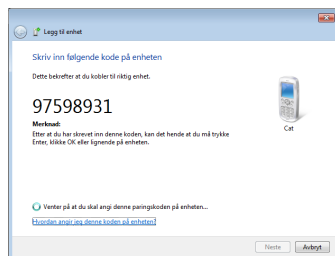 Legg til enhet
Skriv inn følgende kode på enheten
Dette bekrefter at du kobler til riktig enhet.
97598931
Merknad:
Etter at du har skrevet inn denne koden, kan det hende at du må trykke
Enter, klikke OK eller lignende på enheten.
Cat
Venter på at du skal angi denne paringskoden på enheten...
Hvordan angir jeg denne koden på enheten?
Neste
Avbryt